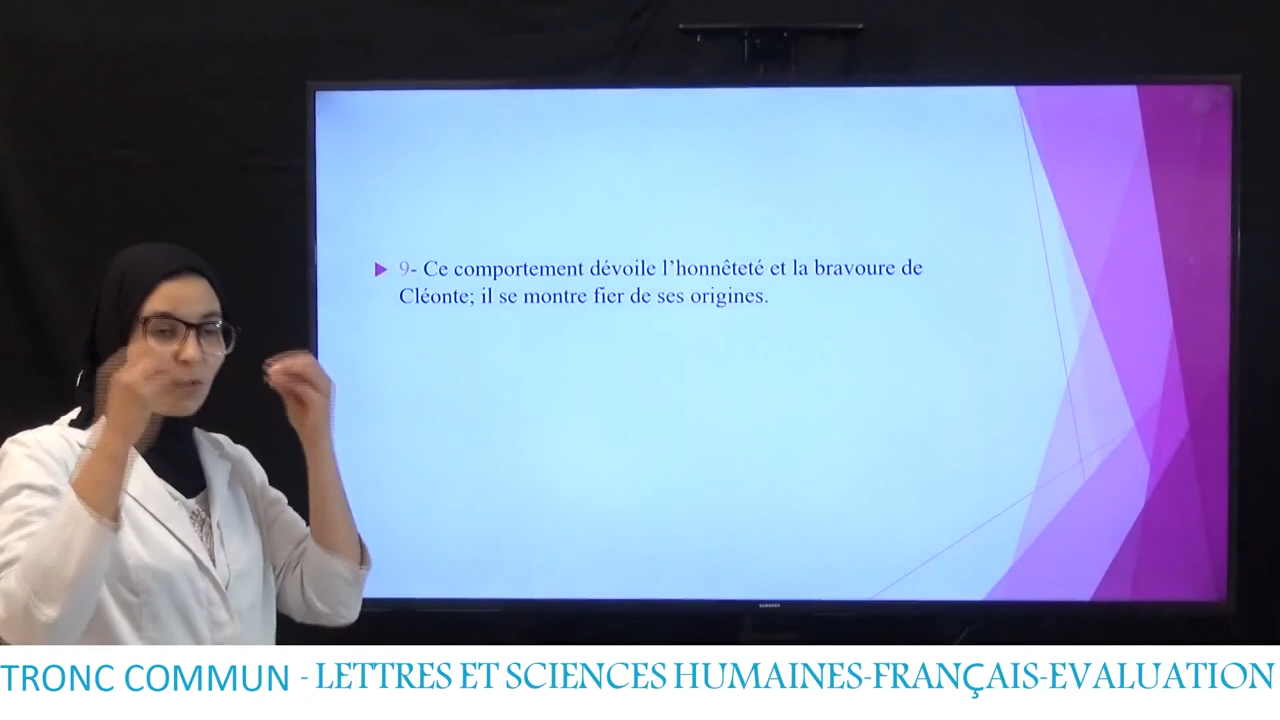 9- Ce comportement dévoile l’honnêteté et la bravoure de
Cléonte; il se montre fier de ses origines.
SAMSUNG
TRONC COMMUN - LETTRES ET SCIENCES HUMAINES-FRANÇAIS-EVALUATION